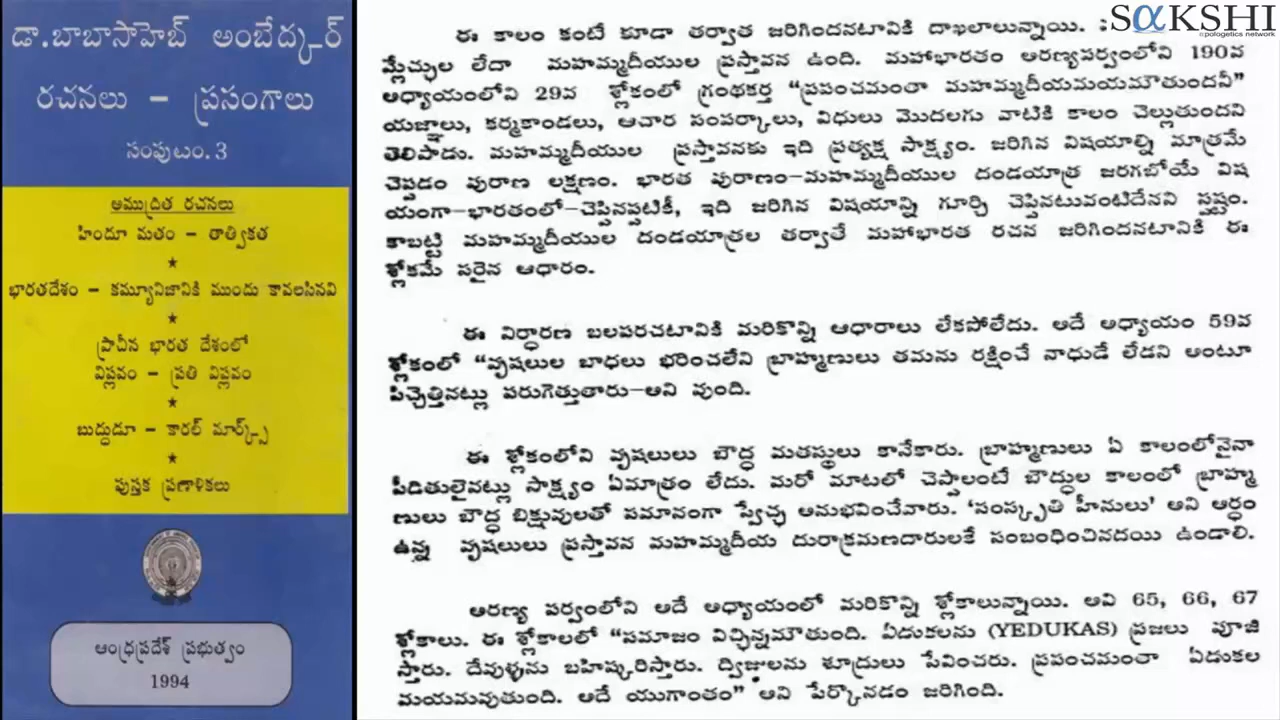 డా.బాబాసాహెబ్ అంబేద్కర్
రచనలు – ప్రసంగాలు
సంపుటం.3
అముద్రిత రచనలు
హిందూ మతం – తాత్వికత
★
భారతదేశం – కమ్యూనిజానికి ముందు కావలసినవి
★
ప్రాచీన భారత దేశంలో
విప్లవం – ప్రతి విప్లవం
★
బుద్ధుడూ – కారల్ మార్క్స్
★
పుస్తక ప్రణాళికలు
ఆంధ్రప్రదేశ్ ప్రభుత్వం
1994
SαKSHI
αpologetics network
ఈ కాలం కంటే కూడా తర్వాత జరిగిందనటానికి దాఖలాలున్నాయి.
మ్లేచ్ఛుల లేదా మహమ్మదీయుల ప్రస్తావన ఉంది. మహాభారతం అరణ్యపర్వంలోని 190వ
అధ్యాయంలోని 29వ శ్లోకంలో గ్రంథకర్త “ప్రపంచమంతా మహమ్మదీయమయమౌతుందనీ”
యజ్ఞాలు, కర్మకాండలు, ఆచార సంపర్కాలు, విధులు మొదలగు వాటికి కాలం చెల్లుతుందని
తెలిపాడు. మహమ్మదీయుల ప్రస్తావనకు ఇది ప్రత్యక్ష సాక్ష్యం. జరిగిన విషయాల్ని మాత్రమే
చెప్పడం పురాణ లక్షణం. భారత పురాణం–మహమ్మదీయుల దండయాత్ర జరగబోయే విష
యంగా–భారతంలో–చెప్పినప్పటికీ, ఇది జరిగిన విషయాన్ని గూర్చి చెప్పినటువంటిదేనవి స్పష్టం.
కాబట్టి మహమ్మదీయుల దండయాత్రల తర్వాతే మహాభారత రచన జరిగిందనటానికి ఈ
శ్లోకమే సరైన ఆధారం.
ఈ నిర్ధారణ బలపరచటానికి మరికొన్ని ఆధారాలు లేకపోలేదు. అదే అధ్యాయం 59వ
శ్లోకంలో “వృషలుల బాధలు భరించలేని బ్రాహ్మణులు తమను రక్షించే నాధుడే లేడని అంటూ
పిచ్చెత్తినట్లు పరుగెత్తుతారు–అని వుంది.
ఈ శ్లోకంలోని వృషలులు బౌద్ధ మతస్థులు కానేకారు. బ్రాహ్మణులు ఏ కాలంలోనైనా
పీడితులైనట్లు సాక్ష్యం ఏమాత్రం లేదు. మరో మాటలో చెప్పాలంటే బౌద్ధుల కాలంలో బ్రాహ్మ
ణులు బౌద్ధ బిక్షువులతో సమానంగా స్వేచ్ఛ అనుభవించేవారు. ‘సంస్కృతి హీనులు’ అని అర్ధం
ఉన్న వృషలులు ప్రస్తావన మహమ్మదీయ దురాక్రమణదారులకే సంబంధించినదయి ఉండాలి.
అరణ్య పర్వంలోని అదే అధ్యాయంలో మరికొన్ని శ్లోకాలున్నాయి. అవి 65, 66, 67
శ్లోకాలు. ఈ శ్లోకాలలో “సమాజం విచ్ఛిన్నమౌతుంది. ఏడుకలను (YEDUKAS) ప్రజలు పూజి
స్తారు. దేవుళ్ళను బహిష్కరిస్తారు. ద్విజులను శూద్రులు సేవించరు. ప్రపంచమంతా ఏడుకల
మయమవుతుంది. అదే యుగాంతం” అని పేర్కొనడం జరిగింది.